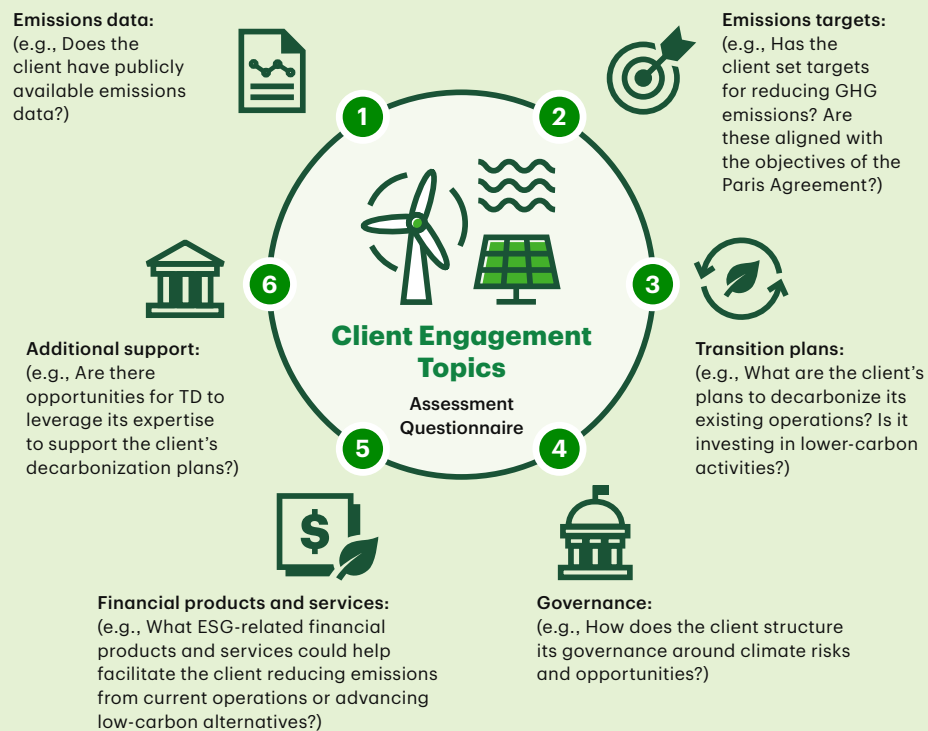 Emissions data:
(e.g., Does the
client have publicly
available emissions
data?)
1
2
Emissions targets:
(e.g., Has the
client set targets
for reducing GHG
emissions? Are
these aligned with
the objectives of the
Paris Agreement?)
3
Transition plans:
(e.g., What are the client's
plans to decarbonize its
existing operations? Is it
investing in lower-carbon
activities?)
Client Engagement
Topics
Assessment
Questionnaire
4
Governance:
(e.g., How does the client structure
its governance around climate risks
and opportunities?)
5
$
Financial products and services:
(e.g., What ESG-related financial
products and services could help
facilitate the client reducing emissions
from current operations or advancing
low-carbon alternatives?)
6
Additional support:
(e.g., Are there
opportunities for TD to
leverage its expertise
to support the client's
decarbonization plans?)